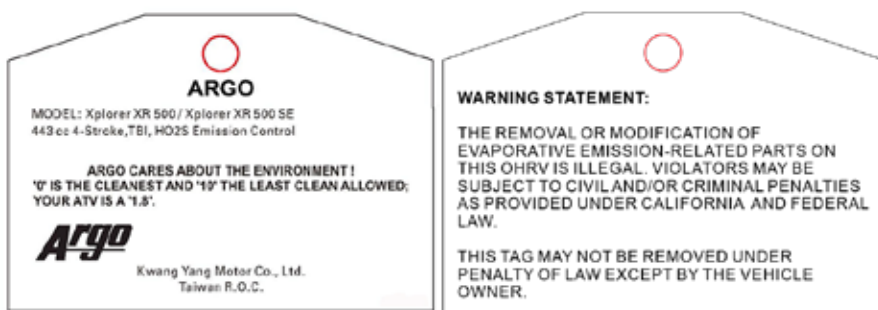 ARGO
MODEL: Xplorer XR 500 / Xplorer XR 500 SE
443 cc 4-Stroke, TBI, HO2S Emission Control
ARGO CARES ABOUT THE ENVIRONMENT !
'0' IS THE CLEANEST AND '10' THE LEAST CLEAN ALLOWED;
YOUR ATV IS A '1.8'.
Argo
Kwang Yang Motor Co., Ltd.
Taiwan R.O.C.
WARNING STATEMENT:
THE REMOVAL OR MODIFICATION OF
EVAPORATIVE EMISSION-RELATED PARTS ON
THIS OHRV IS ILLEGAL. VIOLATORS MAY BE
SUBJECT TO CIVIL AND/OR CRIMINAL PENALTIES
AS PROVIDED UNDER CALIFORNIA AND FEDERAL
LAW.
THIS TAG MAY NOT BE REMOVED UNDER
PENALTY OF LAW EXCEPT BY THE VEHICLE
OWNER.